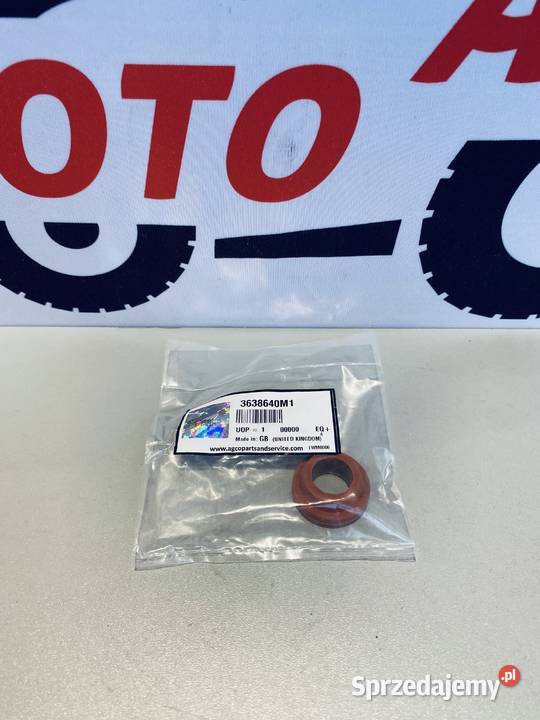 OTO
A
3638640M1
UOP = 1 00000 EQ +
Made in: GB (UNITED KINGDOM)
www.agcopartsandservice.com
Sprzedajemy.pl